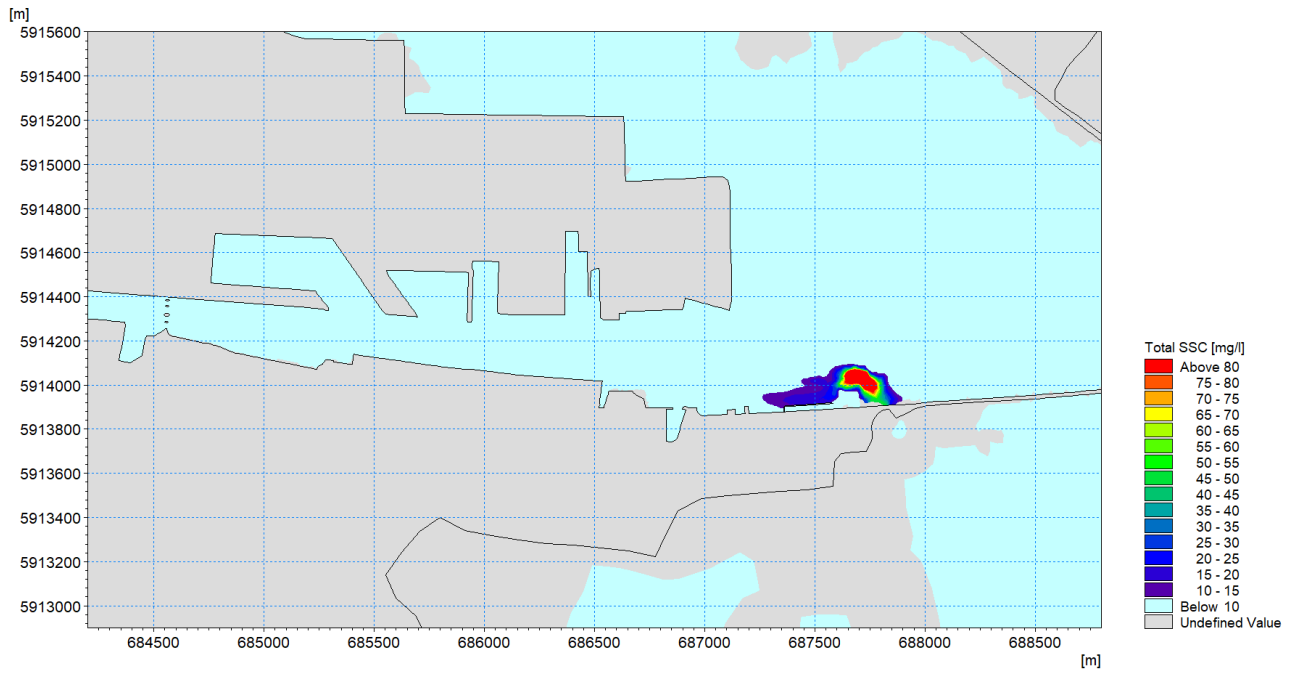 [m]
5915600
5915400
5915200
5915000
5914800
5914600
5914400
5914200
5914000
5913800
5913600
5913400
5913200
5913000
684500 685000 685500 686000 686500 687000 687500 688000 688500
[m]
Total SSC [mg/l]
Above 80
75 - 80
70 - 75
65 - 70
60 - 65
55 - 60
50 - 55
45 - 50
40 - 45
35 - 40
30 - 35
25 - 30
20 - 25
15 - 20
10 - 15
Below 10
Undefined Value